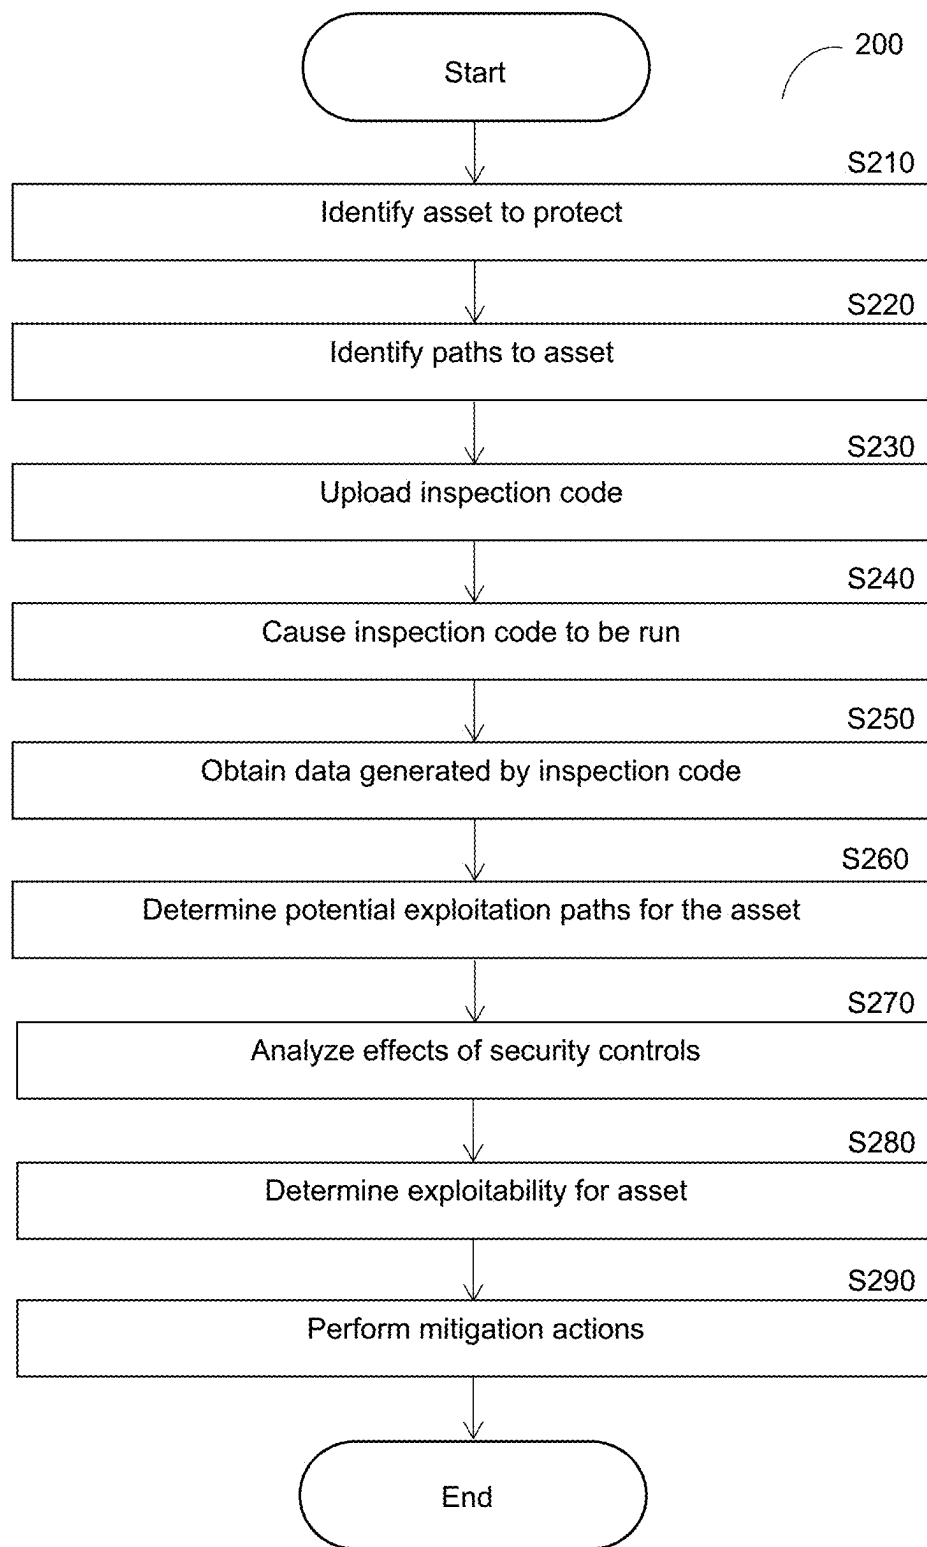 Start
200
S210
Identify asset to protect
S220
Identify paths to asset
S230
Upload inspection code
S240
Cause inspection code to be run
S250
Obtain data generated by inspection code
S260
Determine potential exploitation paths for the asset
S270
Analyze effects of security controls
S280
Determine exploitability for asset
S290
Perform mitigation actions
End